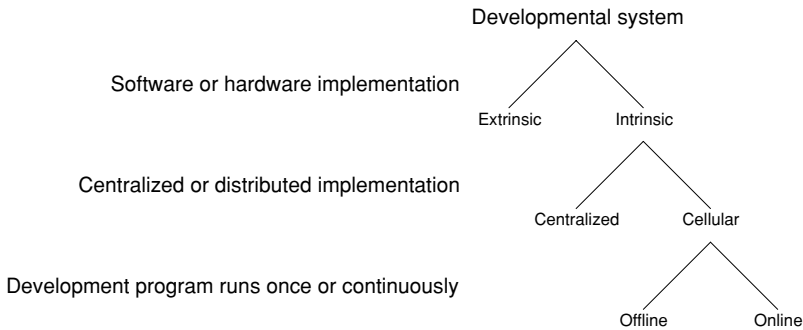 Developmental system
Software or hardware implementation
Extrinsic Intrinsic
Centralized or distributed implementation
Centralized Cellular
Development program runs once or continuously
Offline Online